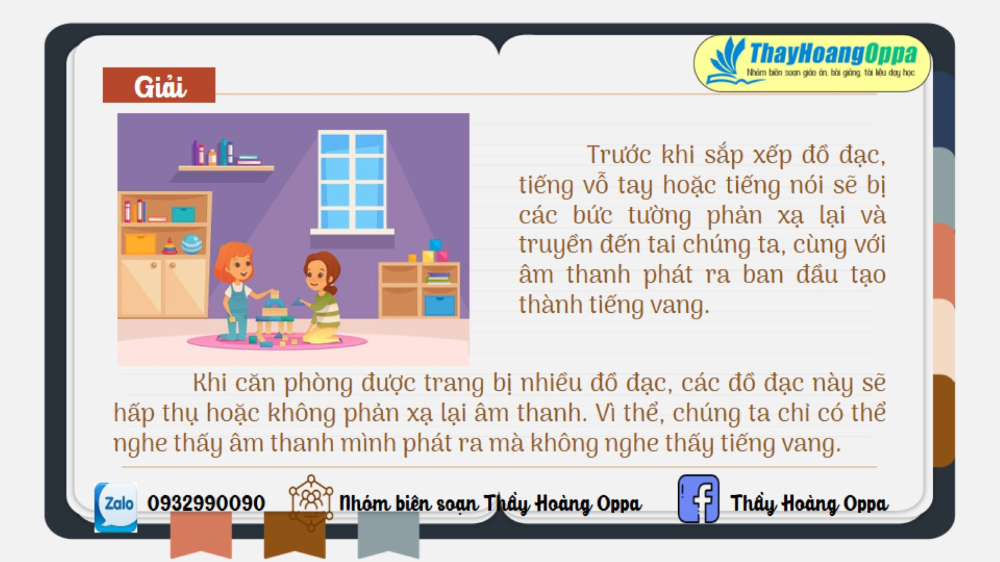 ThayHoangOppa
Nhóm biên soạn giáo án, bài giảng, tài liệu dạy học
Giải
Trước khi sắp xếp đồ đạc,
tiếng vỗ tay hoặc tiếng nói sẽ bị
các bức tường phản xạ lại và
truyền đến tai chúng ta, cùng với
âm thanh phát ra ban đầu tạo
thành tiếng vang.
Khi căn phòng được trang bị nhiều đồ đạc, các đồ đạc này sẽ
hấp thụ hoặc không phản xạ lại âm thanh. Vì thể, chúng ta chỉ có thể
nghe thấy âm thanh mình phát ra mà không nghe thấy tiếng vang.
Zalo
0932990090
Nhóm biên soạn Thầy Hoàng Oppa
Thầy Hoàng Oppa